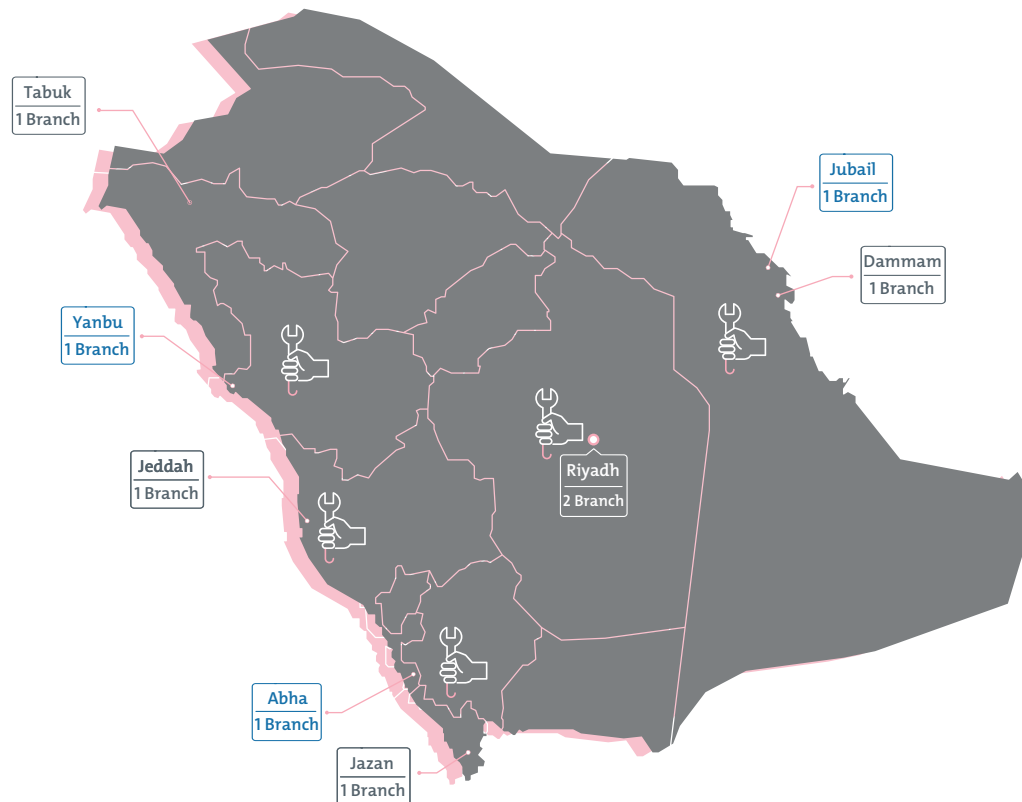 Tabuk
1 Branch
Jubail
1 Branch
Dammam
1 Branch
Yanbu
1 Branch
Jeddah
1 Branch
Riyadh
2 Branch
Abha
1 Branch
Jazan
1 Branch